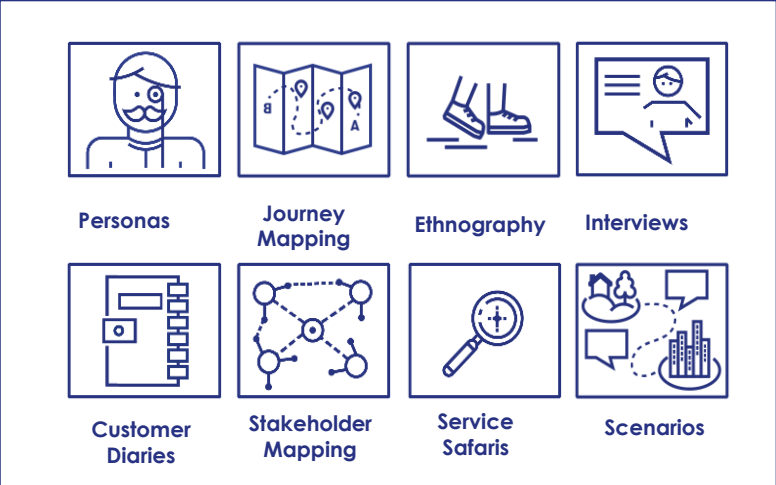 B
A
Personas
Journey
Mapping
Ethnography
Interviews
Customer
Diaries
Stakeholder
Mapping
Service
Safaris
Scenarios